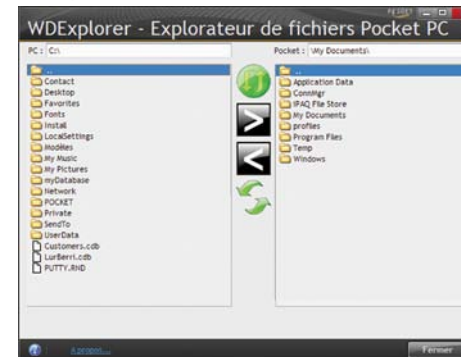 WDExplorer - Explorateur de fichiers Pocket PC
PC : C:\
Pocket : \My Documents\
..
Contact
Desktop
Favorites
Fonts
Install
LocalSettings
Modèles
My Music
My Pictures
myDatabase
Network
POCKET
Private
SendTo
UserData
Customers.cdb
LurBerri.cdb
PUTTY.RND
>
<
..
Application Data
ConnMgr
iPAQ File Store
My Documents
profiles
Program Files
Temp
Windows
A propos...
Fermer